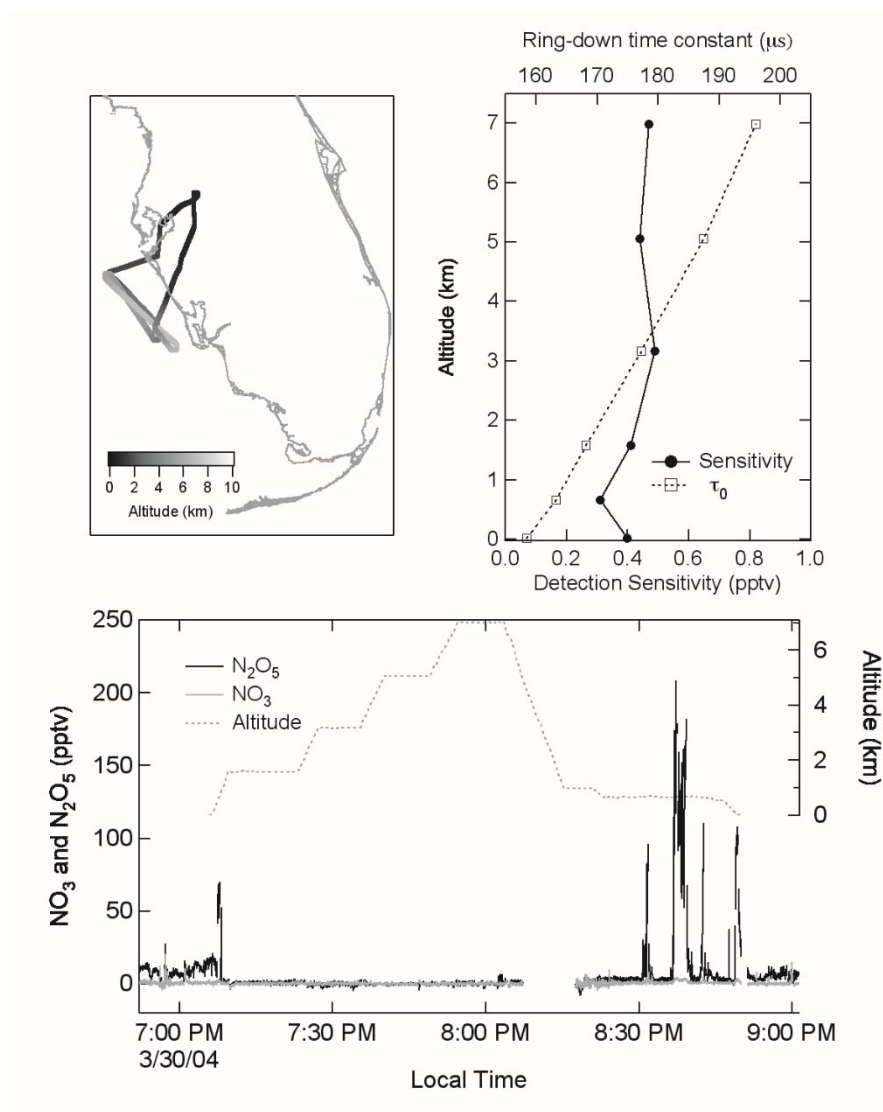 0 2 4 6 8 10
Altitude (km)
Ring-down time constant (μs)
160 170 180 190 200
7
6
5
4
3
2
1
0
Altitude (km)
Sensitivity
τ0
0.0 0.2 0.4 0.6 0.8 1.0
Detection Sensitivity (pptv)
250
200
150
100
50
0
NO3 and N2O5 (pptv)
N2O5
NO3
Altitude
6
4
2
0
Altitude (km)
7:00 PM 7:30 PM 8:00 PM 8:30 PM 9:00 PM
3/30/04
Local Time